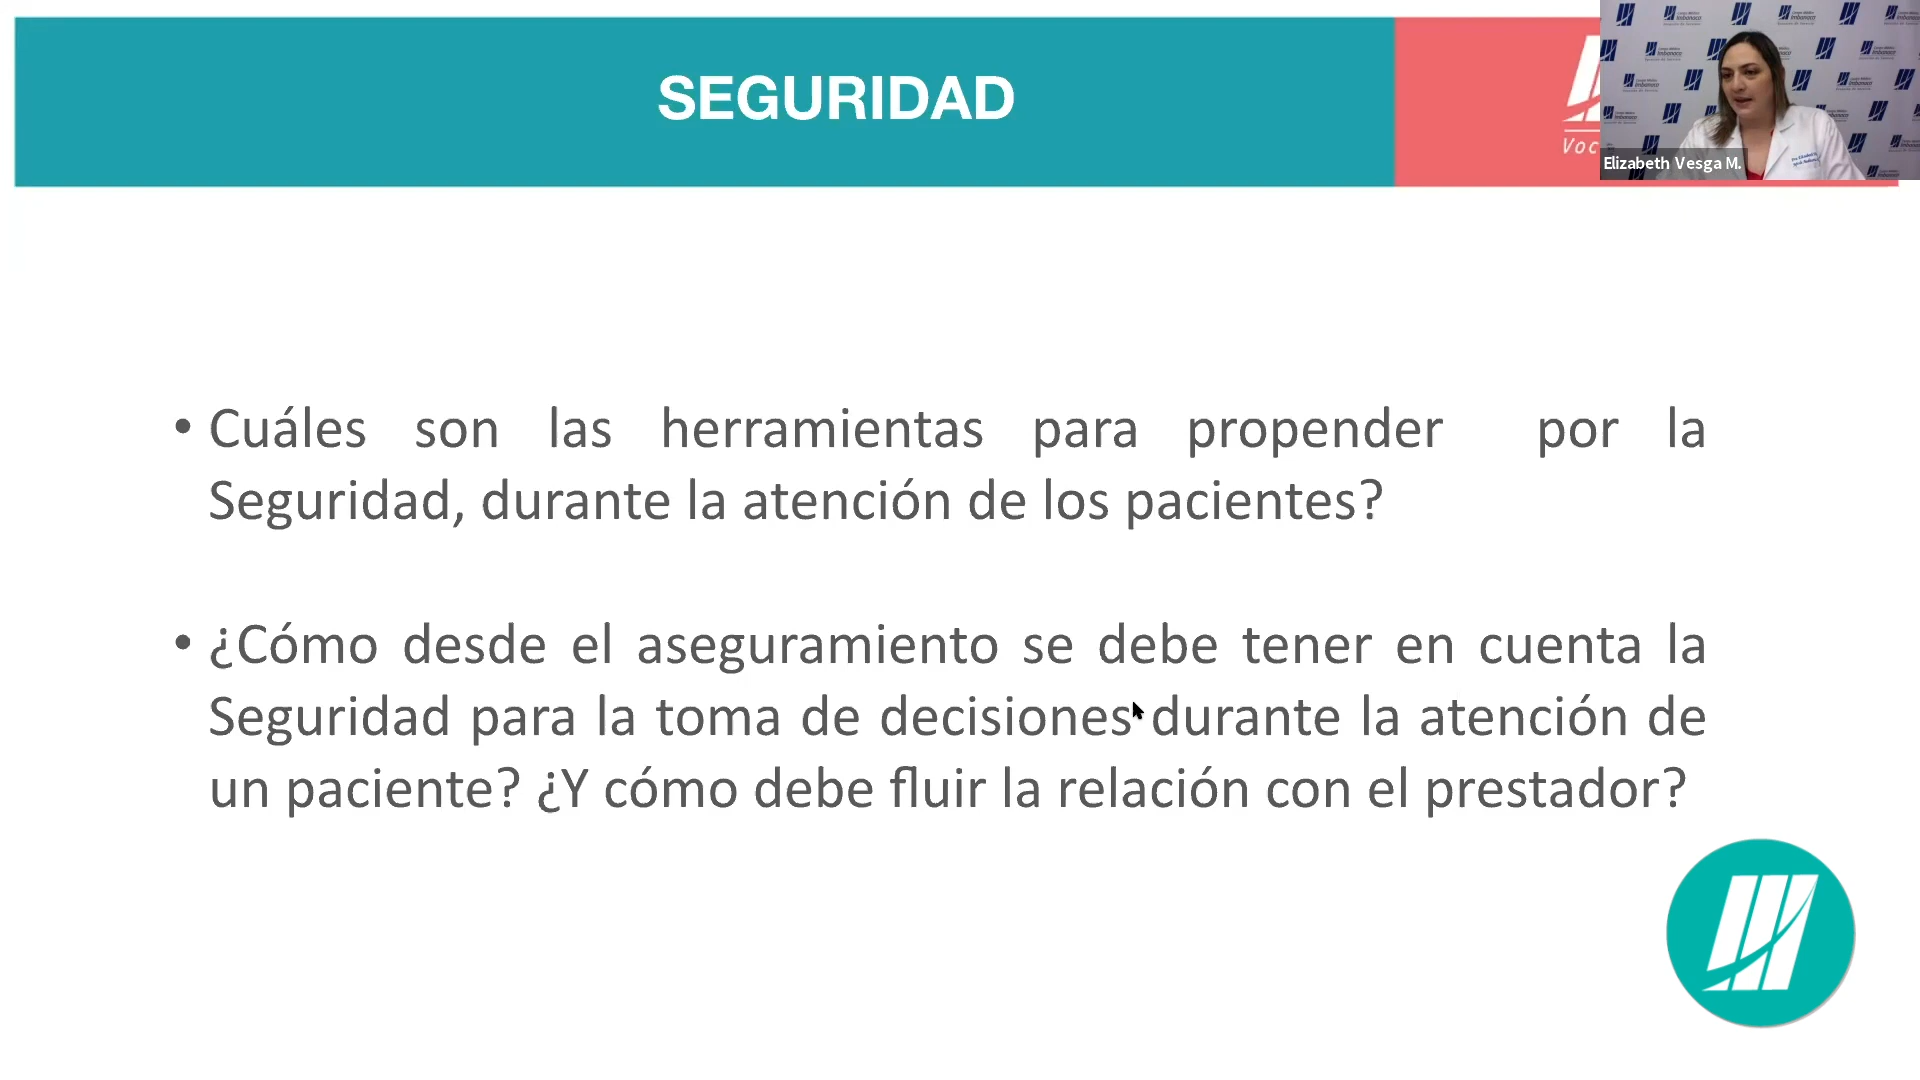 SEGURIDAD
Voc
Elizabeth Vesga M.
• Cuáles son las herramientas para propender por la
Seguridad, durante la atención de los pacientes?
• ¿Cómo desde el aseguramiento se debe tener en cuenta la
Seguridad para la toma de decisiones durante la atención de
un paciente? ¿Y cómo debe fluir la relación con el prestador?